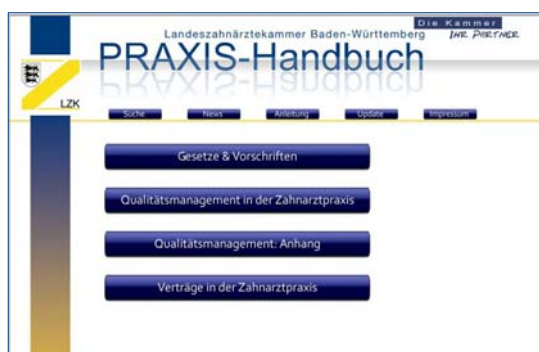 Die Kammer
Landeszahnärztekammer Baden-Württemberg IHR PARTNER
PRAXIS-Handbuch
LZK
Suche News Anleitung Update Impressum
Gesetze & Vorschriften
Qualitätsmanagement in der Zahnarztpraxis
Qualitätsmanagement: Anhang
Verträge in der Zahnarztpraxis